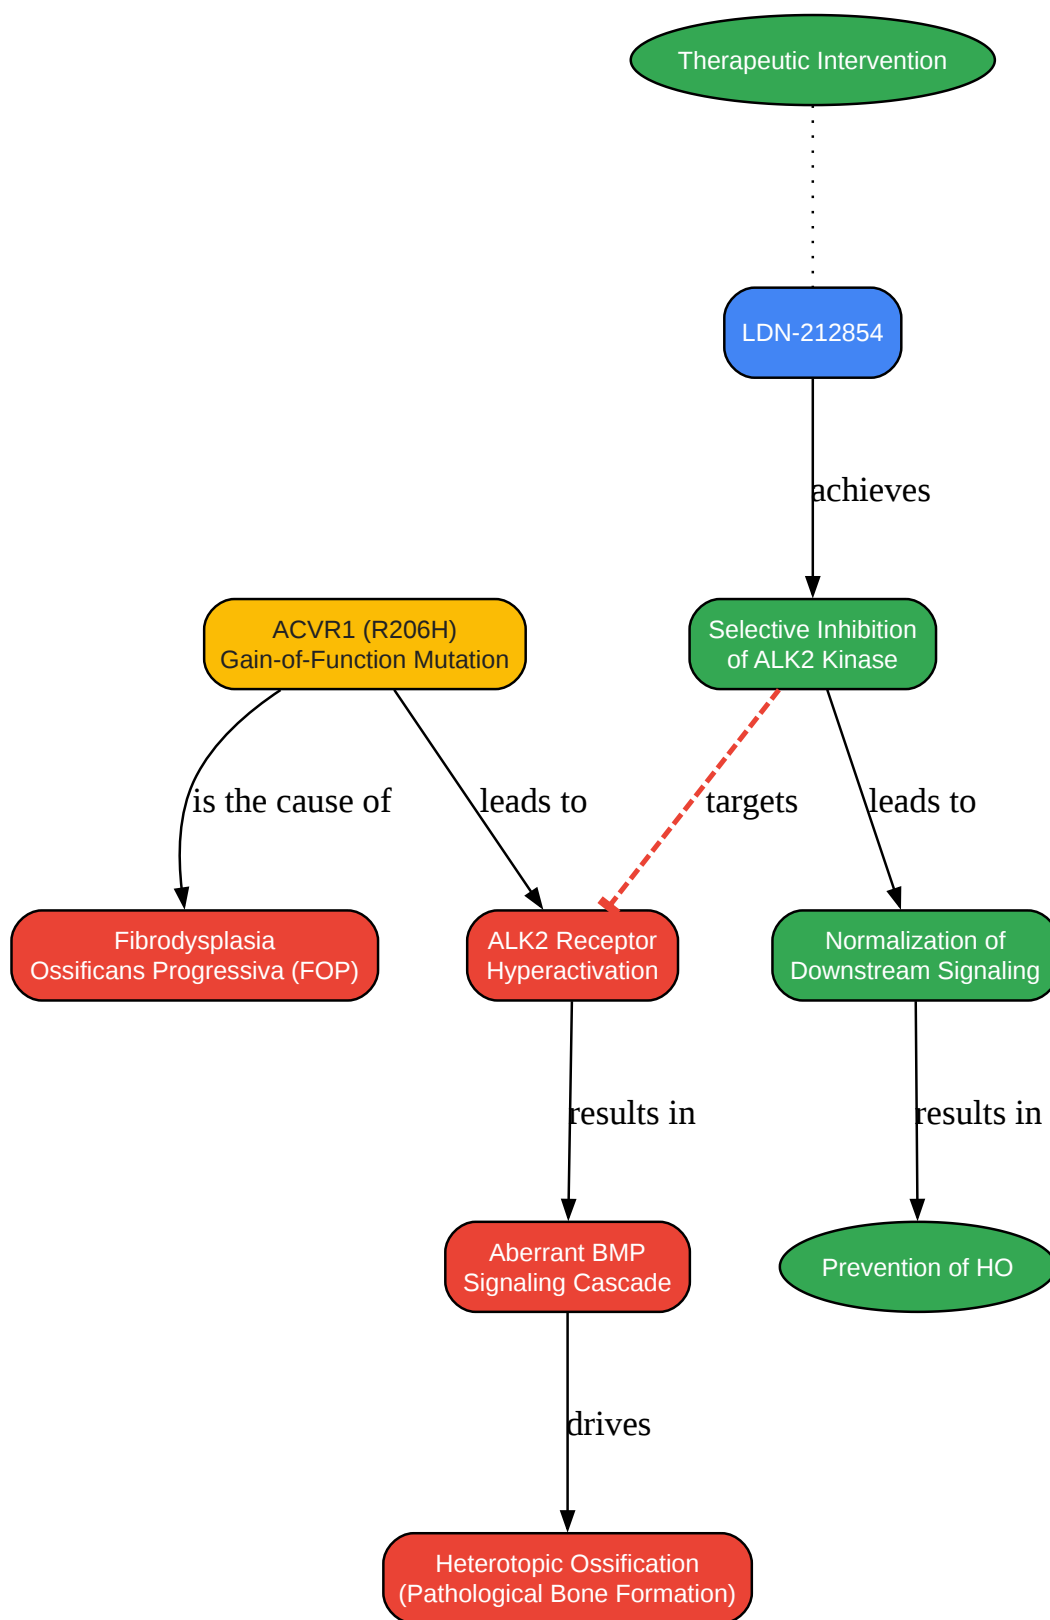 Therapeutic Intervention
LDN-212854
achieves
ACVR1 (R206H)
Gain-of-Function Mutation
Selective Inhibition
of ALK2 Kinase
is the cause of
leads to
targets
leads to
Fibrodysplasia
Ossificans Progressiva (FOP)
ALK2 Receptor
Hyperactivation
Normalization of
Downstream Signaling
results in
results in
Aberrant BMP
Signaling Cascade
Prevention of HO
drives
Heterotopic Ossification
(Pathological Bone Formation)